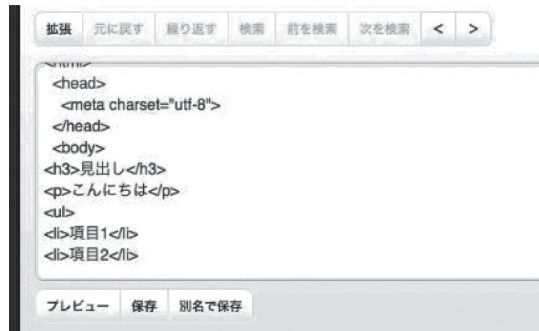 拡張 元に戻す 繰り返す 検索 前を検索 次を検索 < >
<html>
<head>
<meta charset="utf-8">
</head>
<body>
<h3>見出し</h3>
<p>こんにちは</p>
<ul>
<li>項目1</li>
<li>項目2</li>
プレビュー 保存 別名で保存